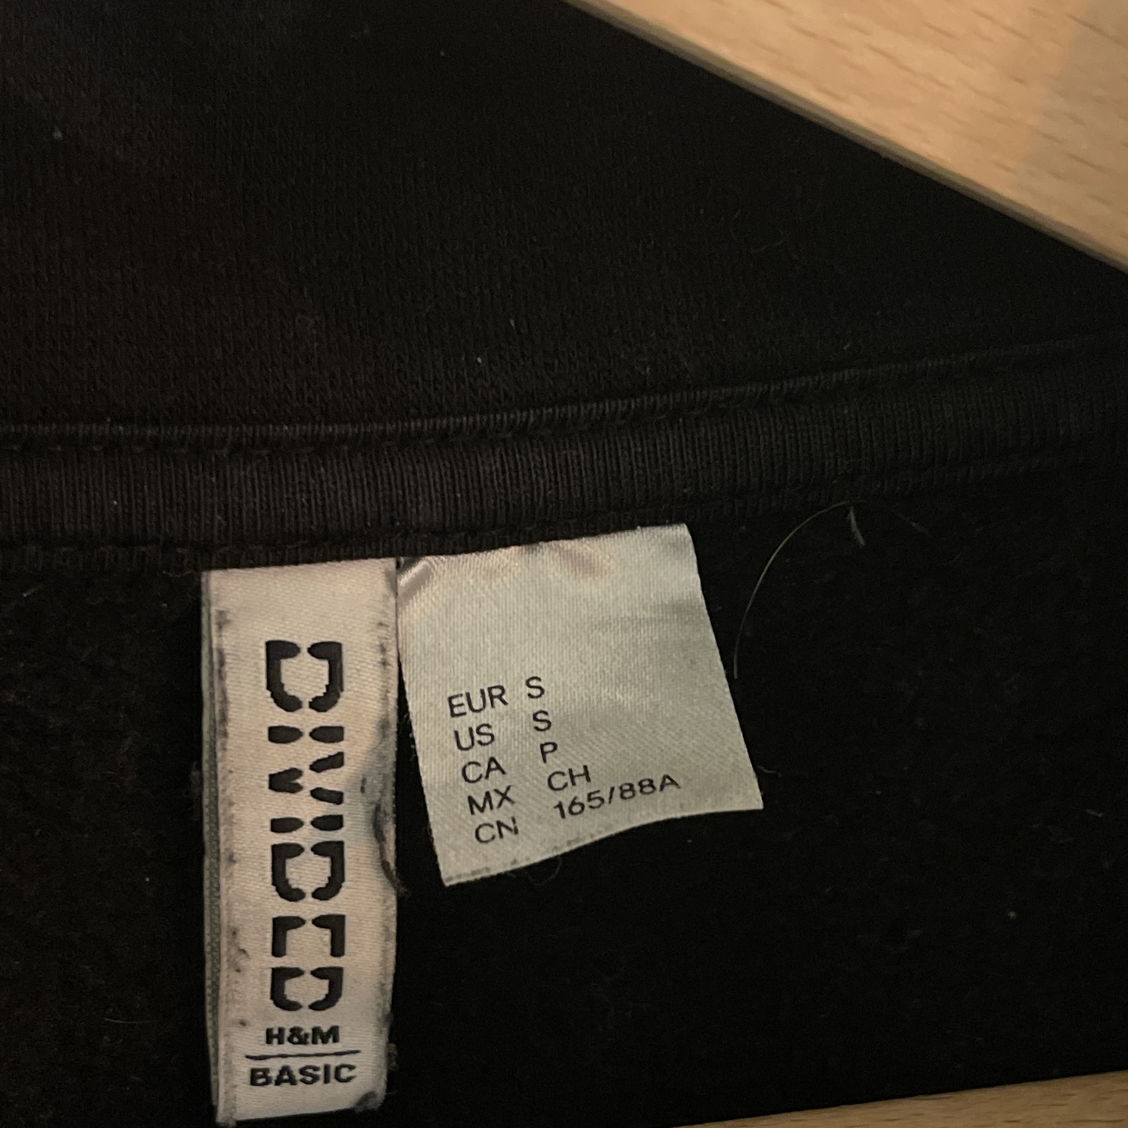 DIVIDED
H&M
BASIC
EUR S
US S
CA P
MX CH
CN 165/88A